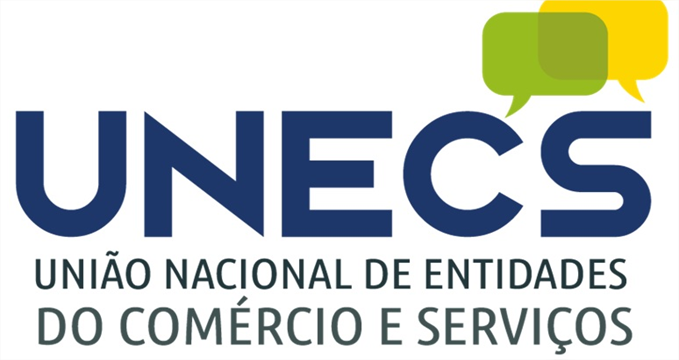 UNECS
UNIÃO NACIONAL DE ENTIDADES
DO COMÉRCIO E SERVIÇOS